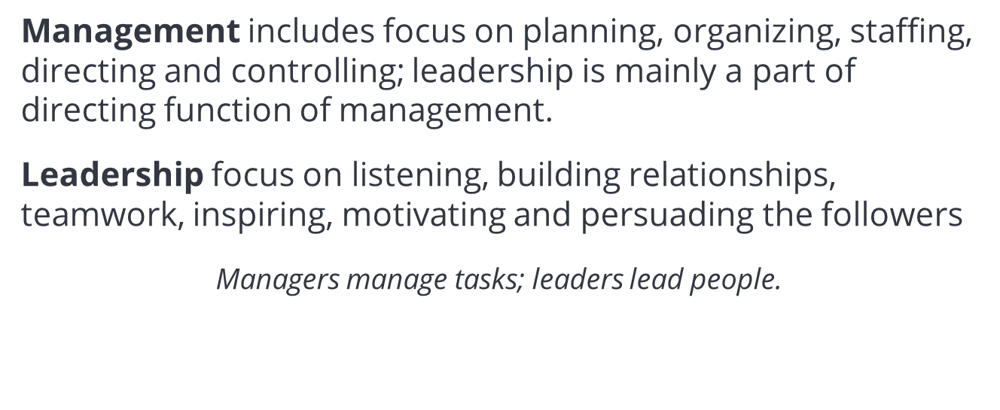 Management includes focus on planning, organizing, staffing,
directing and controlling; leadership is mainly a part of
directing function of management.
Leadership focus on listening, building relationships,
teamwork, inspiring, motivating and persuading the followers
Managers manage tasks; leaders lead people.